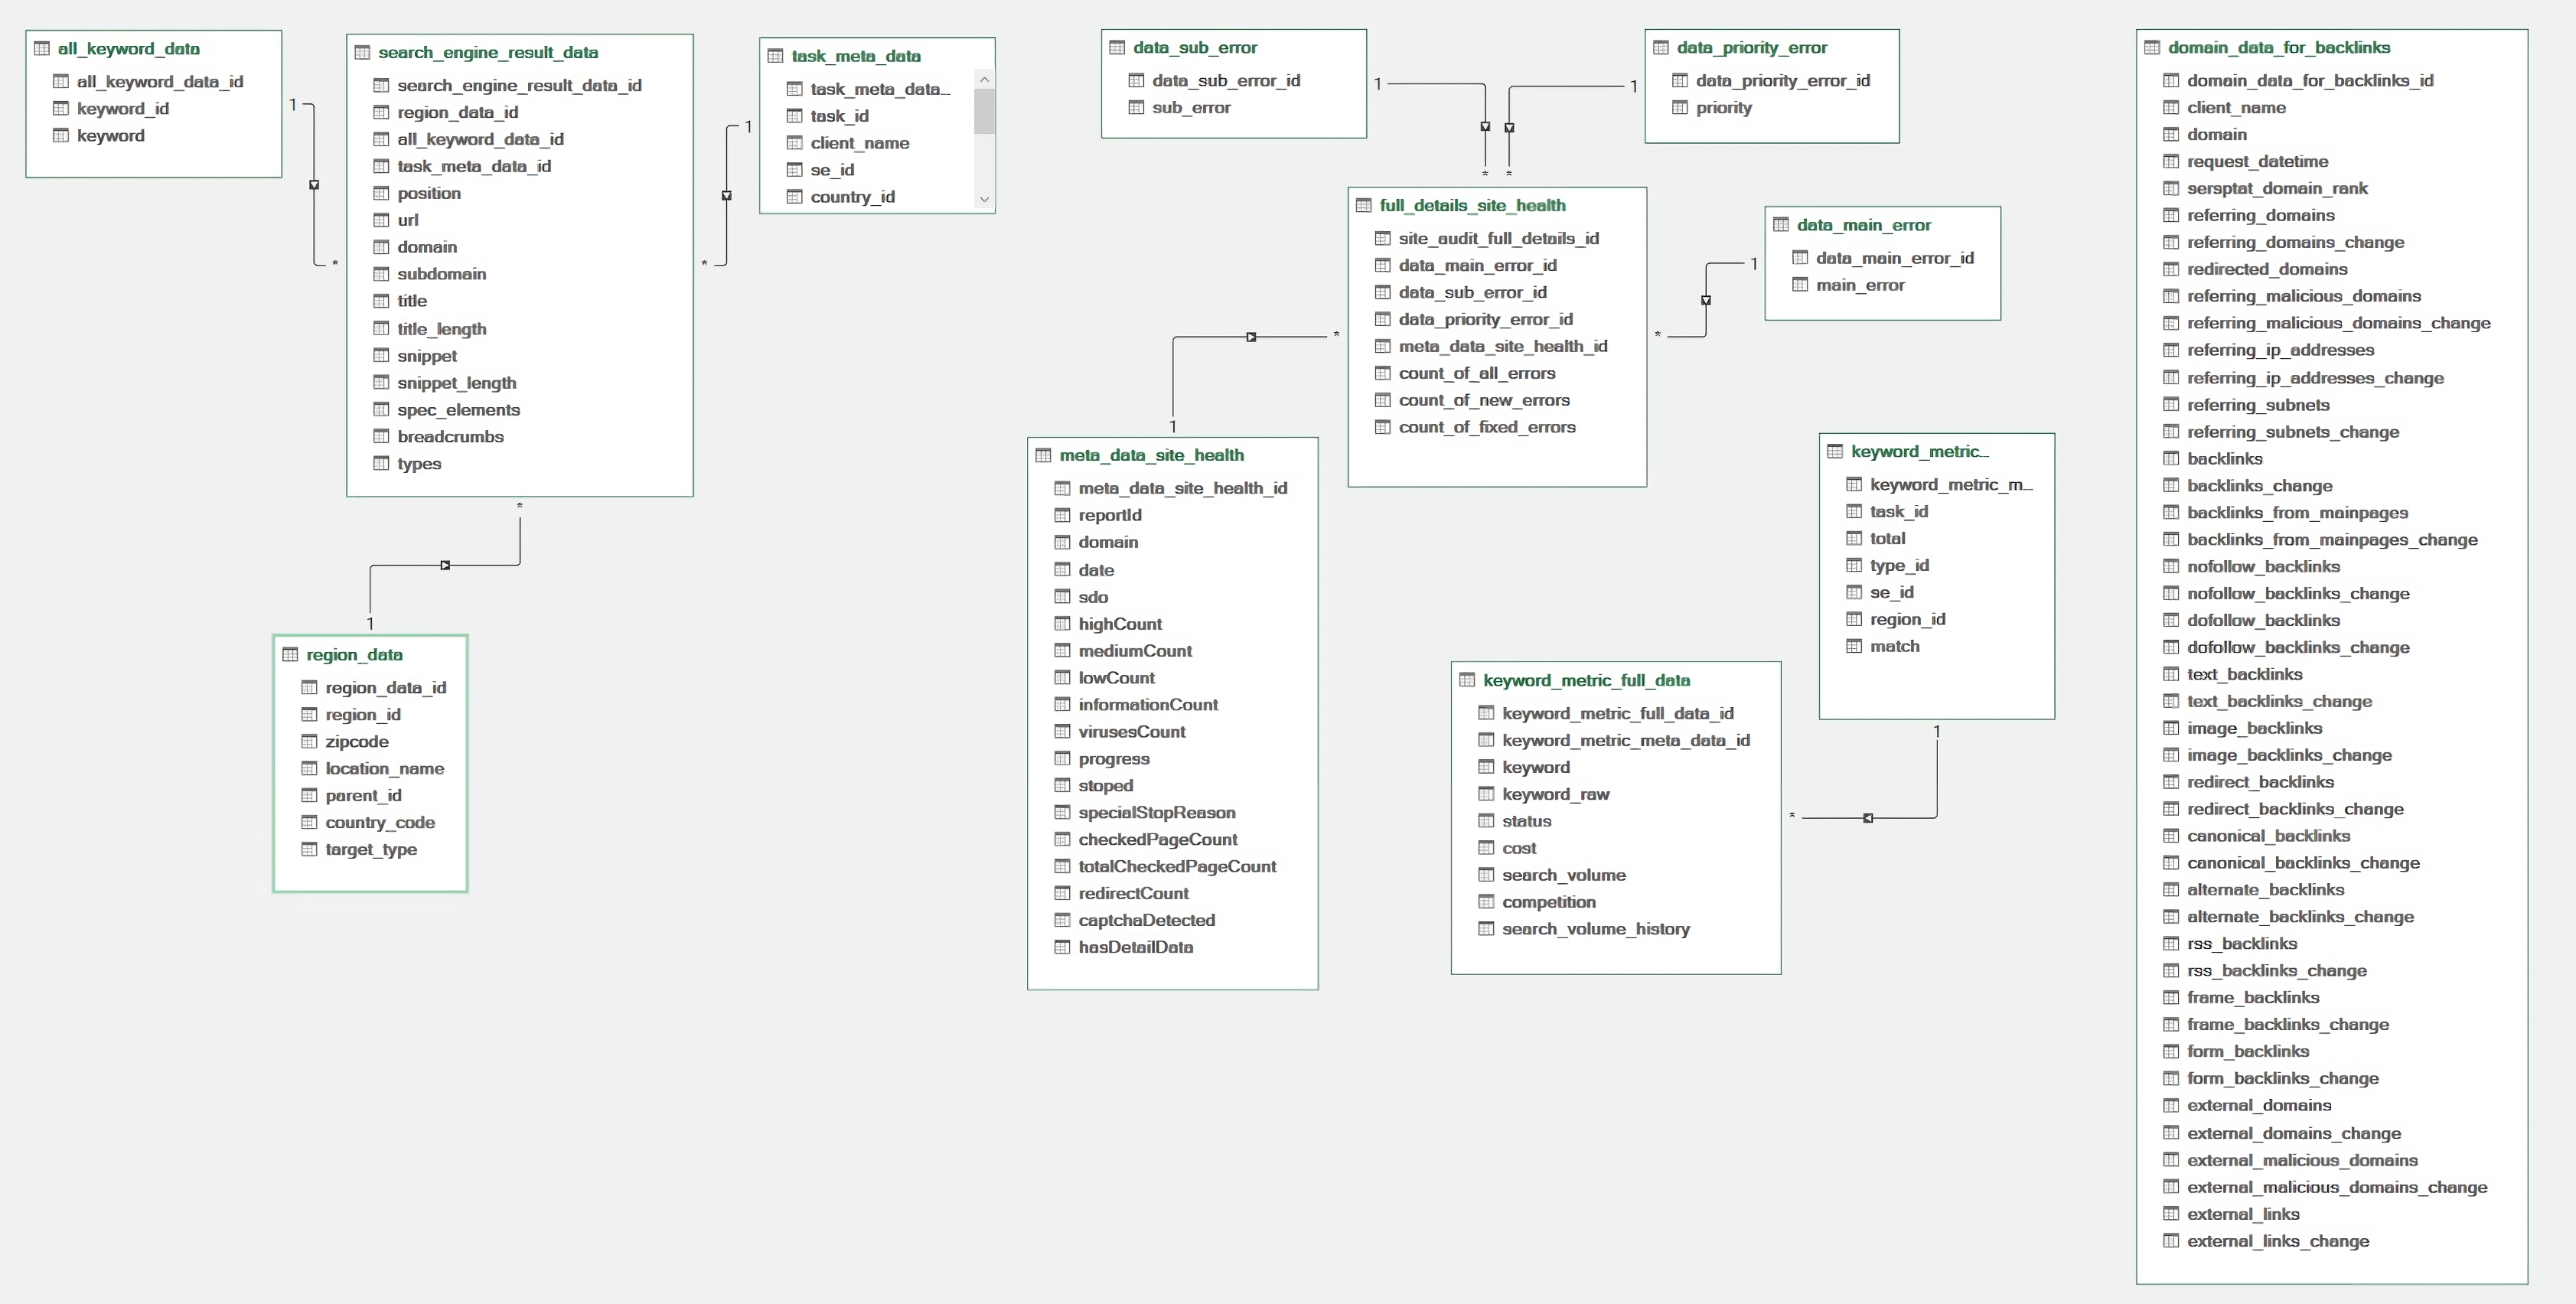 all_keyword_data
all_keyword_data_id
keyword_id
keyword
1
*
search_engine_result_data
search_engine_result_data_id
region_data_id
all_keyword_data_id
task_meta_data_id
position
url
domain
subdomain
title
title_length
snippet
snippet_length
spec_elements
breadcrumbs
types
*
1
*
task_meta_data
task_meta_data...
task_id
client_name
se_id
country_id
1
region_data
region_data_id
region_id
zipcode
location_name
parent_id
country_code
target_type
data_sub_error
data_sub_error_id
sub_error
1
1
data_priority_error
data_priority_error_id
priority
* *
full_details_site_health
site_audit_full_details_id
data_main_error_id
data_sub_error_id
data_priority_error_id
meta_data_site_health_id
count_of_all_errors
count_of_new_errors
count_of_fixed_errors
*
1
data_main_error
data_main_error_id
main_error
*
1
meta_data_site_health
meta_data_site_health_id
reportId
domain
date
sdo
highCount
mediumCount
lowCount
informationCount
virusesCount
progress
stoped
specialStopReason
checkedPageCount
totalCheckedPageCount
redirectCount
captchaDetected
hasDetailData
keyword_metric...
keyword_metric_m...
task_id
total
type_id
se_id
region_id
match
1
*
keyword_metric_full_data
keyword_metric_full_data_id
keyword_metric_meta_data_id
keyword
keyword_raw
status
cost
search_volume
competition
search_volume_history
domain_data_for_backlinks
domain_data_for_backlinks_id
client_name
domain
request_datetime
sersptat_domain_rank
referring_domains
referring_domains_change
redirected_domains
referring_malicious_domains
referring_malicious_domains_change
referring_ip_addresses
referring_ip_addresses_change
referring_subnets
referring_subnets_change
backlinks
backlinks_change
backlinks_from_mainpages
backlinks_from_mainpages_change
nofollow_backlinks
nofollow_backlinks_change
dofollow_backlinks
dofollow_backlinks_change
text_backlinks
text_backlinks_change
image_backlinks
image_backlinks_change
redirect_backlinks
redirect_backlinks_change
canonical_backlinks
canonical_backlinks_change
alternate_backlinks
alternate_backlinks_change
rss_backlinks
rss_backlinks_change
frame_backlinks
frame_backlinks_change
form_backlinks
form_backlinks_change
external_domains
external_domains_change
external_malicious_domains
external_malicious_domains_change
external_links
external_links_change